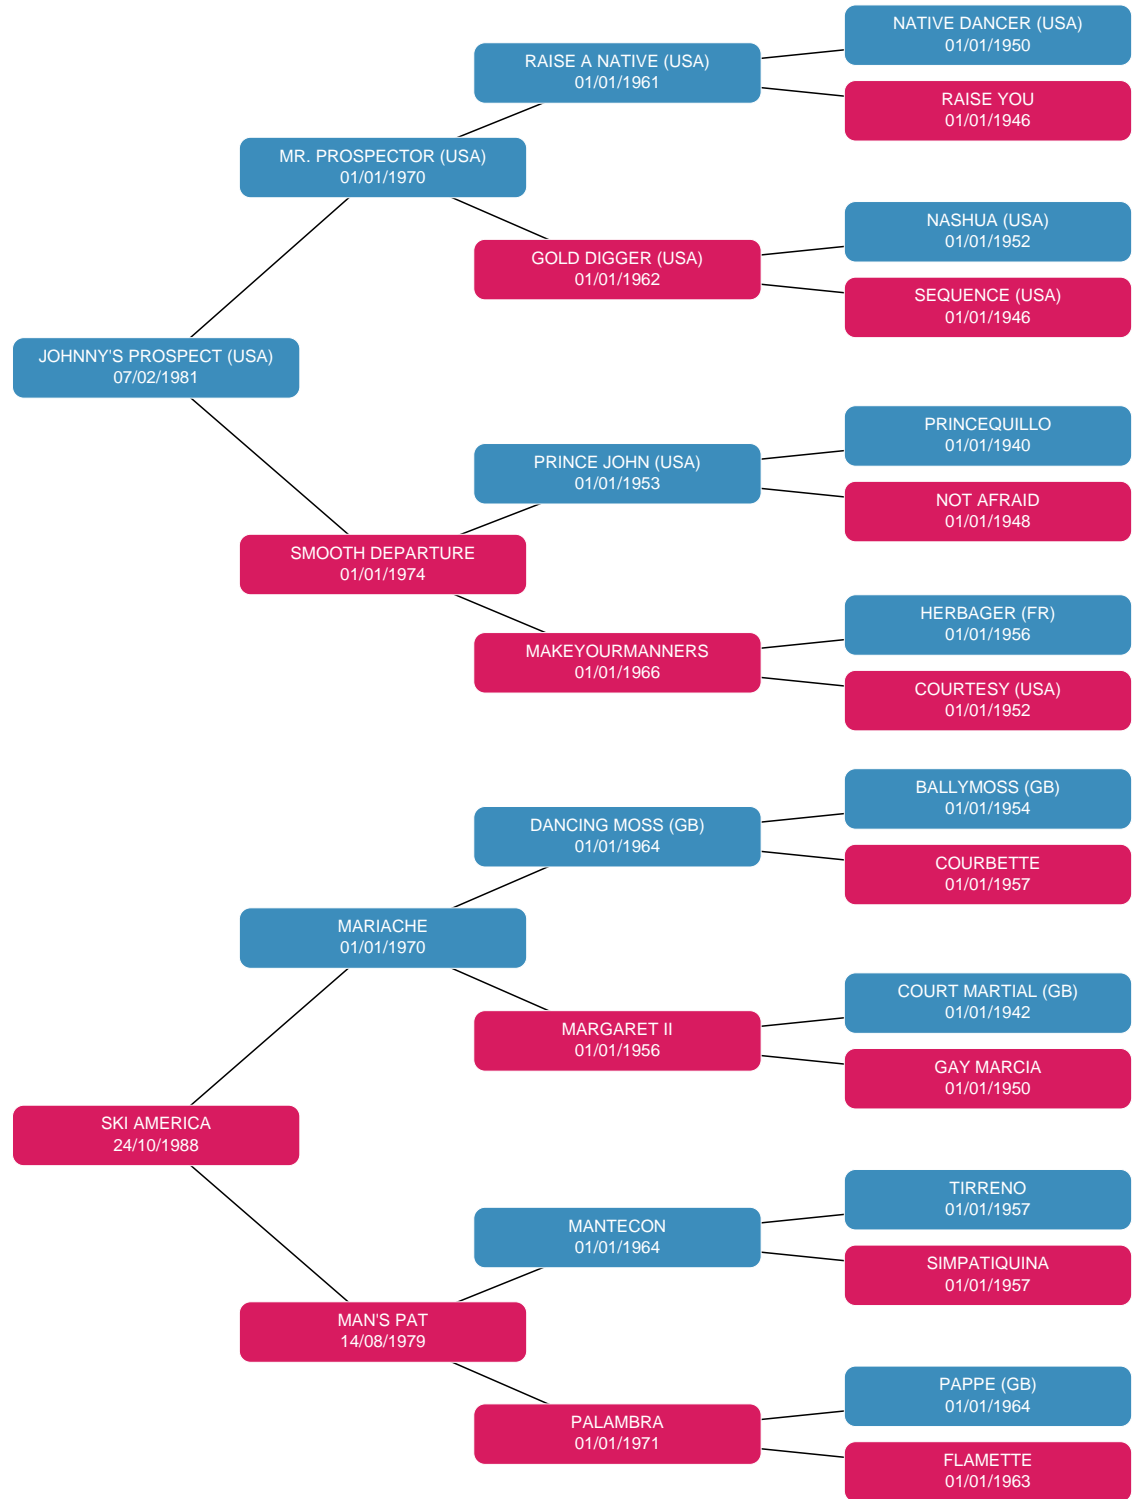 NATIVE DANCER (USA)
01/01/1950
RAISE A NATIVE (USA)
01/01/1961
RAISE YOU
01/01/1946
MR. PROSPECTOR (USA)
01/01/1970
NASHUA (USA)
01/01/1952
GOLD DIGGER (USA)
01/01/1962
SEQUENCE (USA)
01/01/1946
JOHNNY'S PROSPECT (USA)
07/02/1981
PRINCEQUILLO
01/01/1940
PRINCE JOHN (USA)
01/01/1953
NOT AFRAID
01/01/1948
SMOOTH DEPARTURE
01/01/1974
HERBAGER (FR)
01/01/1956
MAKEYOURMANNERS
01/01/1966
COURTESY (USA)
01/01/1952
BALLYMOSS (GB)
01/01/1954
DANCING MOSS (GB)
01/01/1964
COURBETTE
01/01/1957
MARIACHE
01/01/1970
COURT MARTIAL (GB)
01/01/1942
MARGARET II
01/01/1956
GAY MARCIA
01/01/1950
SKI AMERICA
24/10/1988
TIRRENO
01/01/1957
MANTECON
01/01/1964
SIMPATIQUINA
01/01/1957
MAN'S PAT
14/08/1979
PAPPE (GB)
01/01/1964
PALAMBRA
01/01/1971
FLAMETTE
01/01/1963